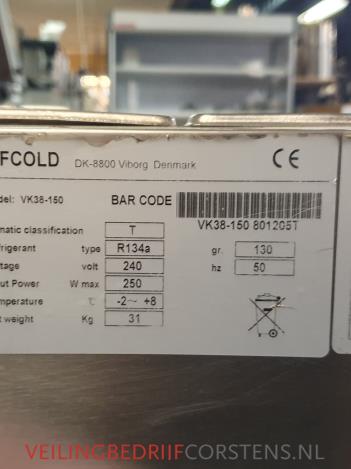 FCOLD DK-8800 Viborg Denmark CE
del: VK38-150 BAR CODE
VK38-150 801205T
matic classification T
frigerant type R134a gr. 130
tage volt 240 hz 50
ut Power W max 250
mperature °C -2~ +8
t weight Kg 31
VEILINGBEDRIJFCORSTENS.NL